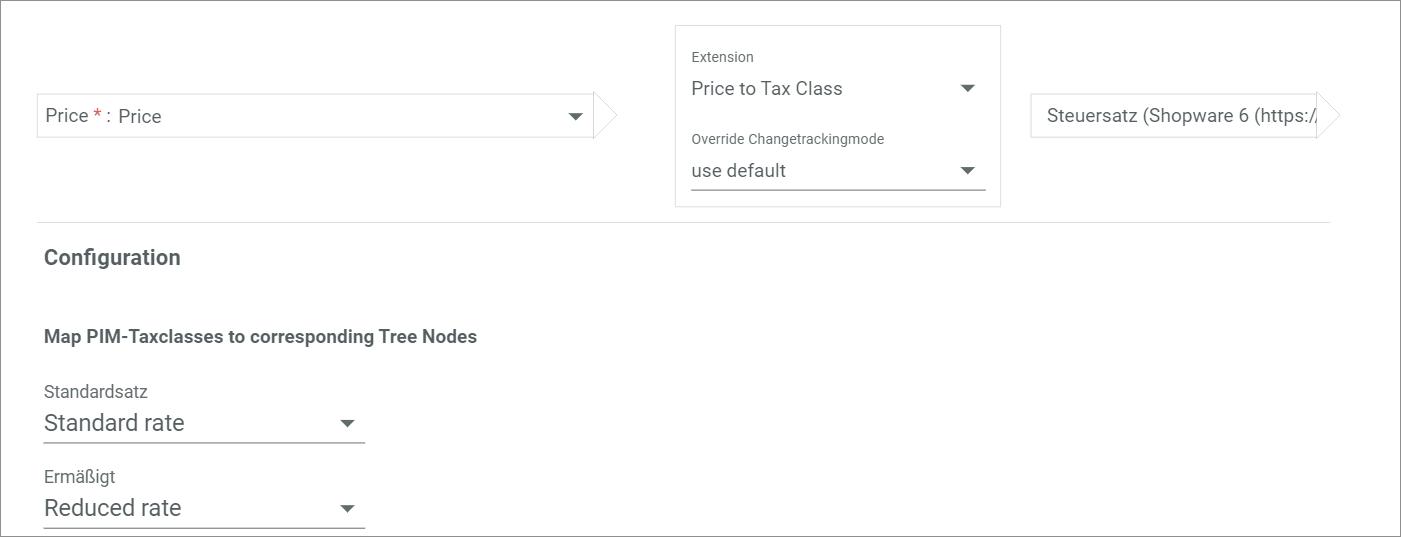 Extension
Price to Tax Class
Price * : Price
Steuersatz (Shopware 6 (https:/
Override Changetrackingmode
use default
Configuration
Map PIM-Taxclasses to corresponding Tree Nodes
Standardsatz
Standard rate
Ermäßigt
Reduced rate